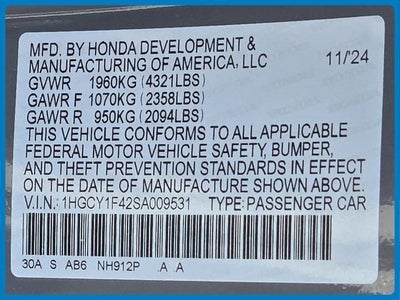 MFD. BY HONDA DEVELOPMENT &
MANUFACTURING OF AMERICA, LLC 11/'24
GVWR 1960KG (4321LBS)
GAWR F 1070KG (2358LBS)
GAWR R 950KG (2094LBS)
THIS VEHICLE CONFORMS TO ALL APPLICABLE
FEDERAL MOTOR VEHICLE SAFETY, BUMPER,
AND THEFT PREVENTION STANDARDS IN EFFECT
ON THE DATE OF MANUFACTURE SHOWN ABOVE.
V.I.N.: 1HGCY1F42SA009531 TYPE: PASSENGER CAR
30A S AB6 NH912P .A .A